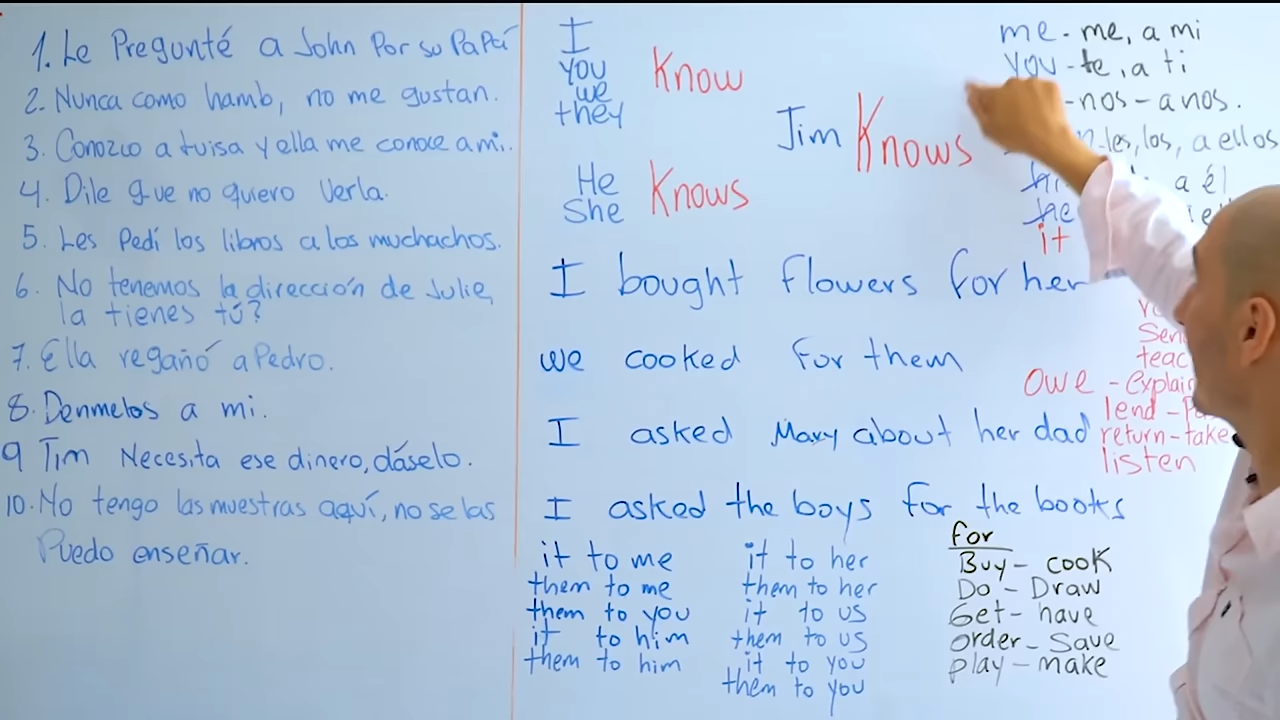 1. Le Pregunté a John Por su Papá
2. Nunca como hamb, no me gustan.
3. Conozco a Luisa y ella me conoce a mi.
4. Dile que no quiero Verla.
5. Les Pedí los libros a los muchachos.
6. No tenemos la dirección de Julie,
la tienes tú?
7. Ella regañó a Pedro.
8. Denmelos a mi.
9 Tim Necesita ese dinero, dáselo.
10. No tengo las muestras aquí, no se las
Puedo enseñar.
I
you
we
they
Know
He
She
Knows
Jim Knows
me - me, a mi
you - te, a ti
- nos - a nos.
les, los, a ellos
a él
it
I bought flowers for her
we cooked for them
I asked Mary about her dad
I asked the boys for the books
owe - explain
lend -
return - take
listen
it to me
them to me
them to you
it to him
them to him
it to her
them to her
it to us
them to us
it to you
them to you
for
Buy - cook
Do - Draw
Get - have
order - Save
play - make